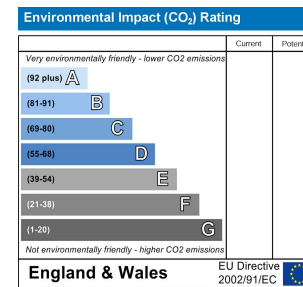 Environmental Impact (CO₂) Rating
Current Potent
Very environmentally friendly - lower CO2 emissions
(92 plus) A
(81-91) B
(69-80) C
(55-68) D
(39-54) E
(21-38) F
(1-20) G
Not environmentally friendly - higher CO2 emissions
England & Wales
EU Directive
2002/91/EC